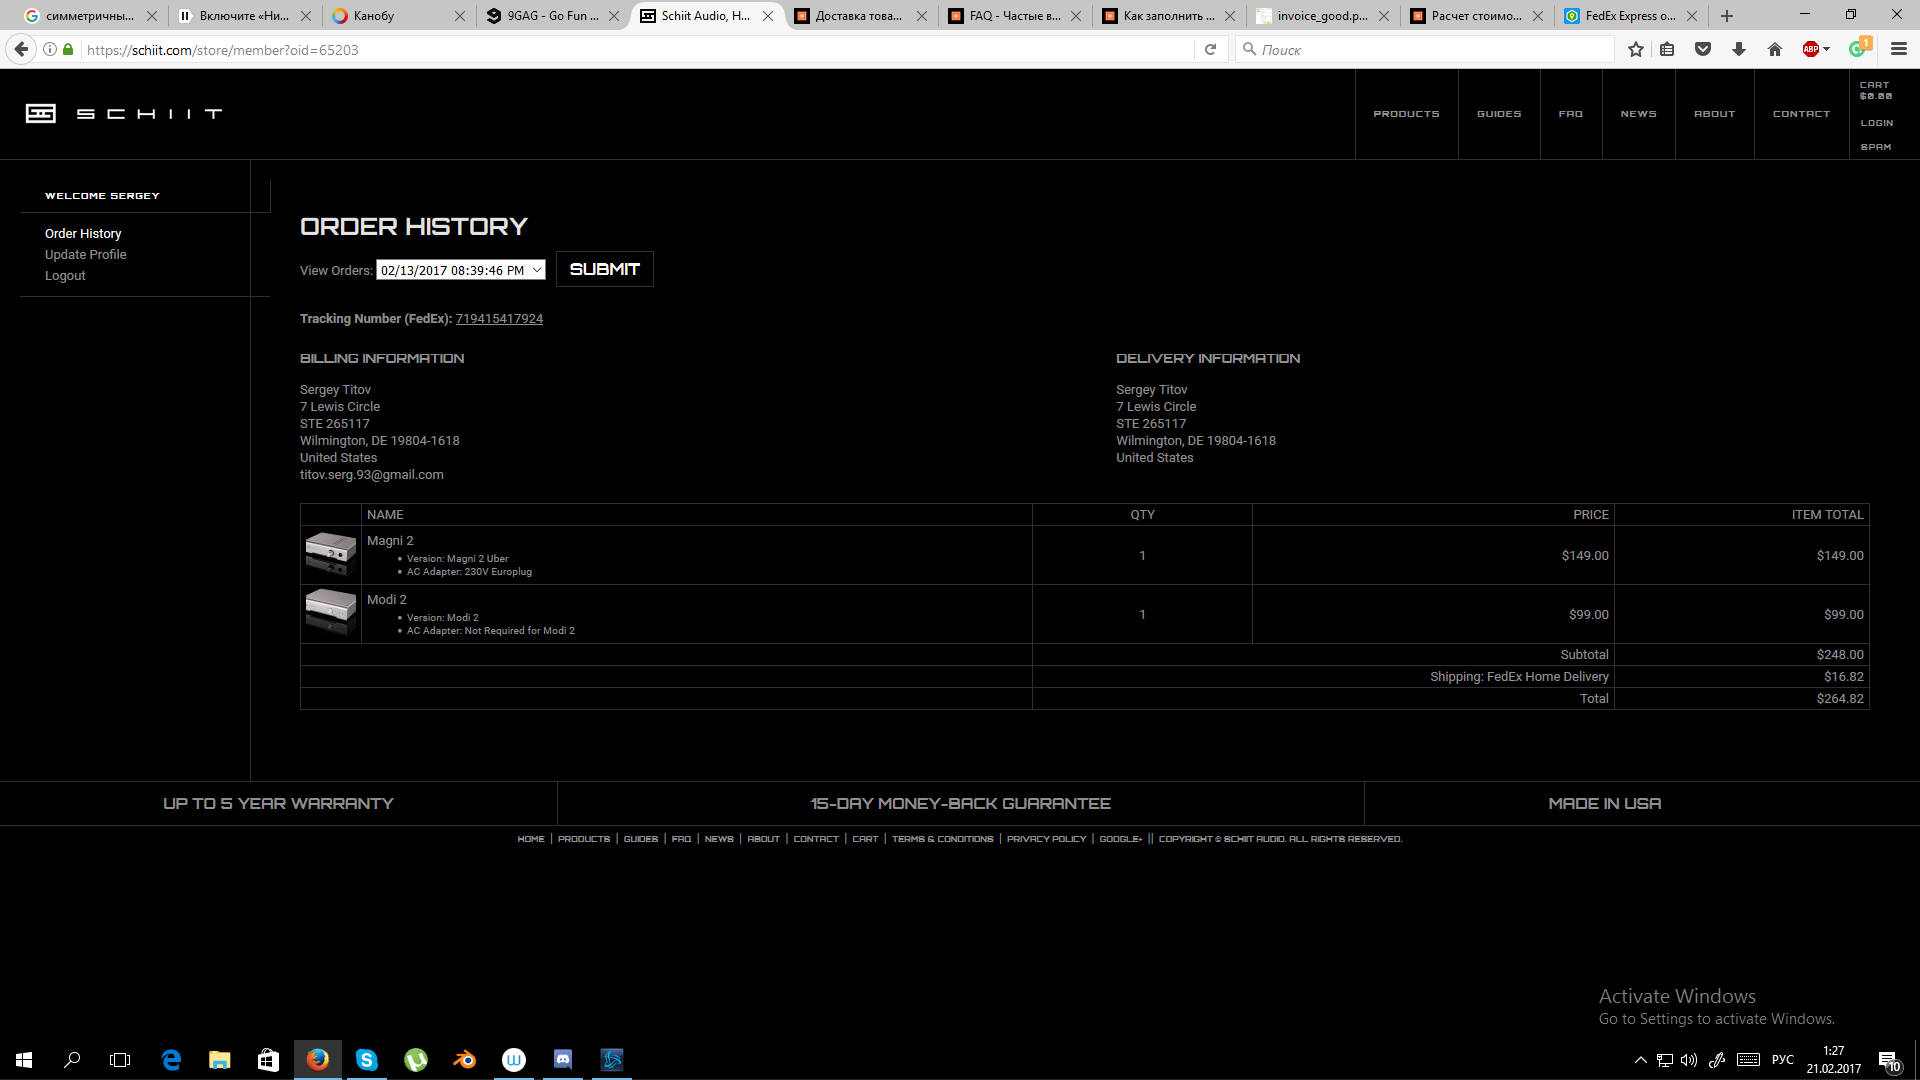 симметричны...
Включите «Ни...
Канобу
9GAG - Go Fun ...
Schiit Audio, H...
Доставка това...
FAQ - Частые в...
Как заполнить ...
invoice_good.p...
Расчет стоимо...
FedEx Express o...
https://schiit.com/store/member?oid=65203
Поиск
ABP
1
SCHIIT
PRODUCTS
GUIDES
FAQ
NEWS
ABOUT
CONTACT
CART
$0.00
LOGIN
SPAM
WELCOME SERGEY
Order History
Update Profile
Logout
ORDER HISTORY
View Orders: 02/13/2017 08:39:46 PM SUBMIT
Tracking Number (FedEx): 719415417924
BILLING INFORMATION
Sergey Titov
7 Lewis Circle
STE 265117
Wilmington, DE 19804-1618
United States
titov.serg.93@gmail.com
DELIVERY INFORMATION
Sergey Titov
7 Lewis Circle
STE 265117
Wilmington, DE 19804-1618
United States
NAME QTY PRICE ITEM TOTAL
Magni 2
• Version: Magni 2 Uber
• AC Adapter: 230V Europlug
1 $149.00 $149.00
Modi 2
• Version: Modi 2
• AC Adapter: Not Required for Modi 2
1 $99.00 $99.00
Subtotal $248.00
Shipping: FedEx Home Delivery $16.82
Total $264.82
UP TO 5 YEAR WARRANTY
15-DAY MONEY-BACK GUARANTEE
MADE IN USA
HOME | PRODUCTS | GUIDES | FAQ | NEWS | ABOUT | CONTACT | CART | TERMS & CONDITIONS | PRIVACY POLICY | GOOGLE+ || COPYRIGHT © SCHIIT AUDIO. ALL RIGHTS RESERVED.
Activate Windows
Go to Settings to activate Windows.
РУС
1:27
21.02.2017
10